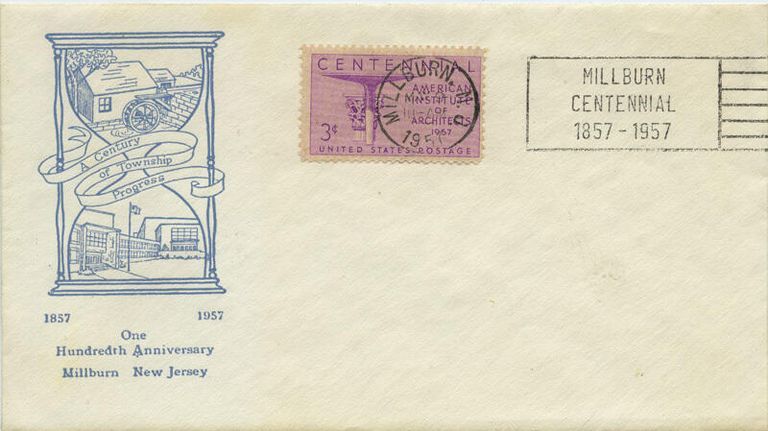 A Century
of Township
Progress
1857 1957
One
Hundredth Anniversary
Millburn New Jersey
CENTENNIAL
AMERICAN
INSTITUTE
OF
ARCHITECTS
1957
3¢
UNITED STATES POSTAGE
MILLBURN, N.J.
MILLBURN
CENTENNIAL
1857 - 1957